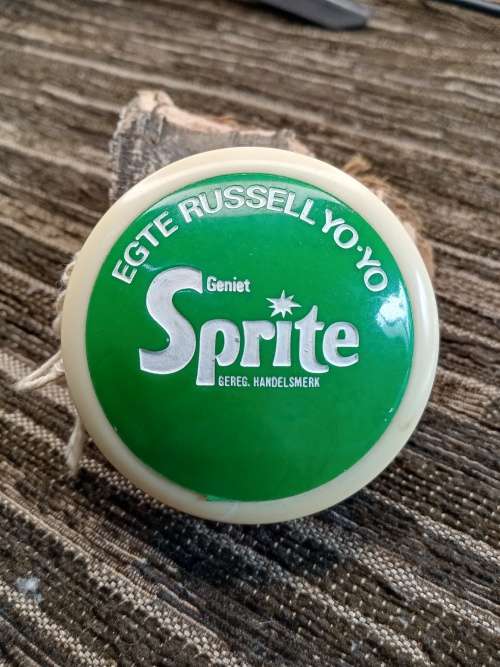 EGTE RUSSELL YO-YO
Geniet
Sprite
GEREG. HANDELSMERK